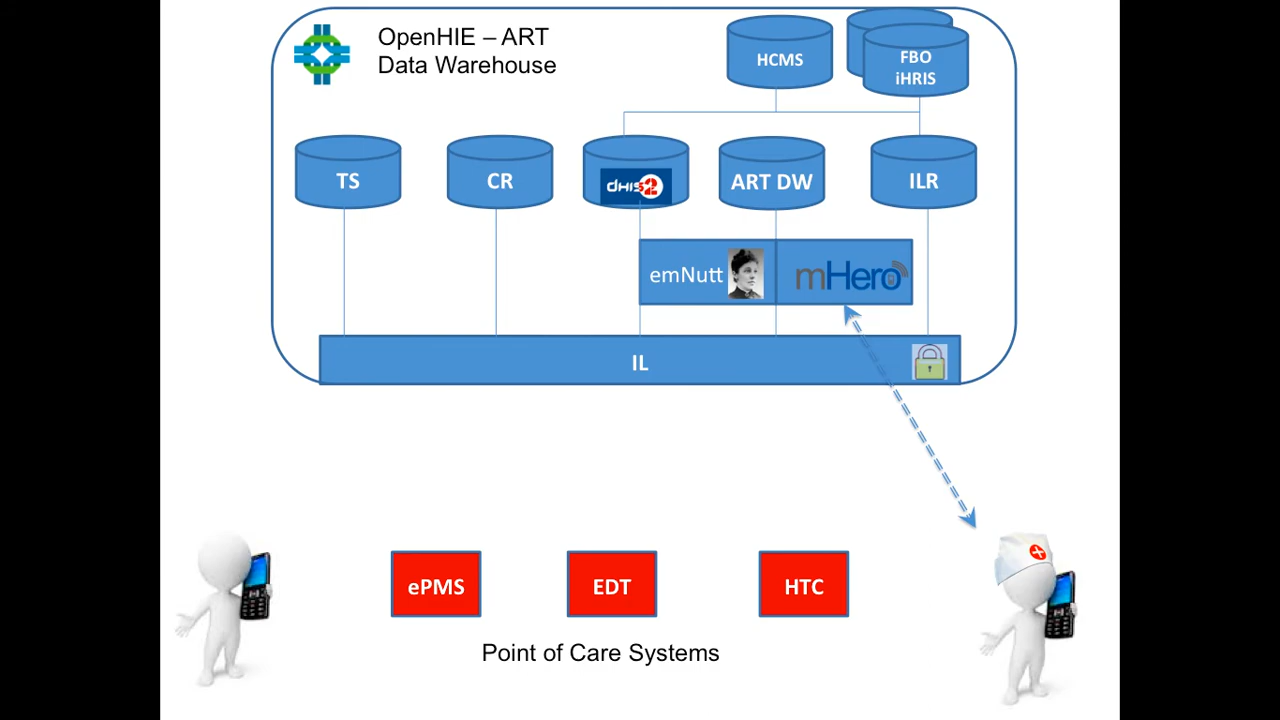 OpenHIE – ART
Data Warehouse
HCMS
FBO
iHRIS
TS
CR
dHIS2
ART DW
ILR
emNutt
mHero
IL
ePMS
EDT
HTC
Point of Care Systems